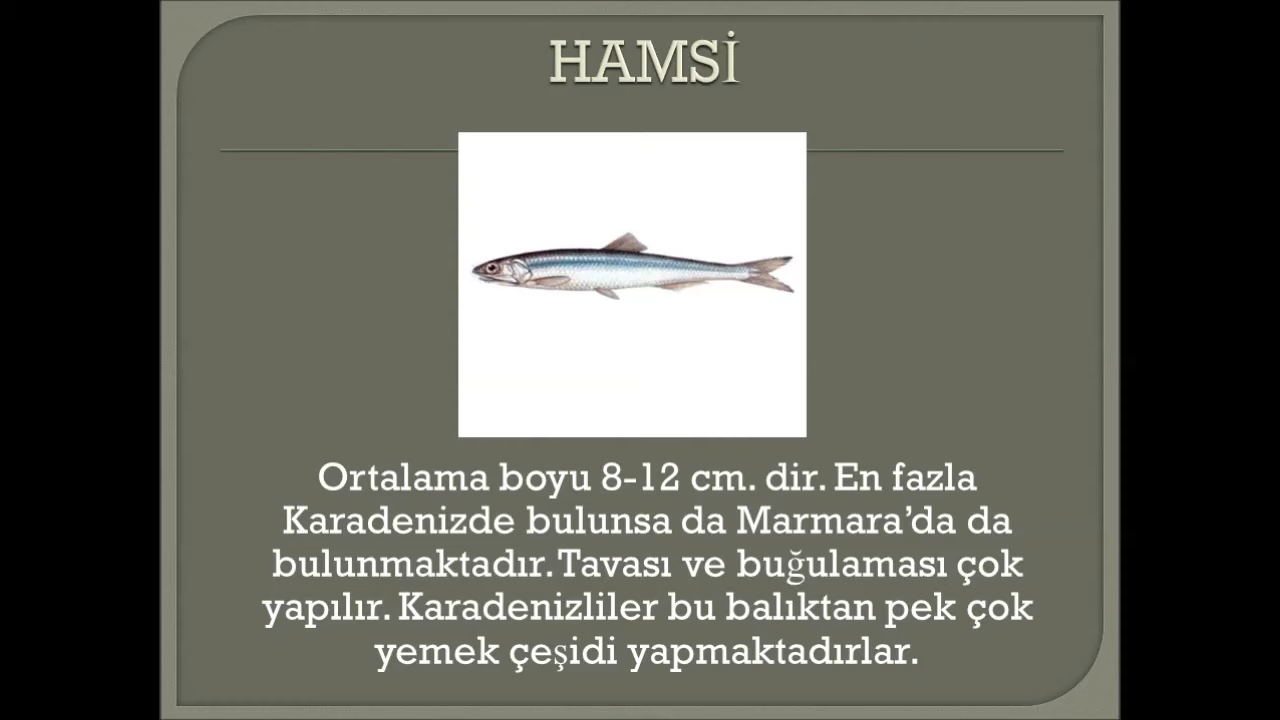 HAMSİ
Ortalama boyu 8-12 cm. dir. En fazla
Karadenizde bulunsa da Marmara’da da
bulunmaktadır. Tavası ve buğulaması çok
yapılır. Karadenizliler bu balıktan pek çok
yemek çeşidi yapmaktadırlar.